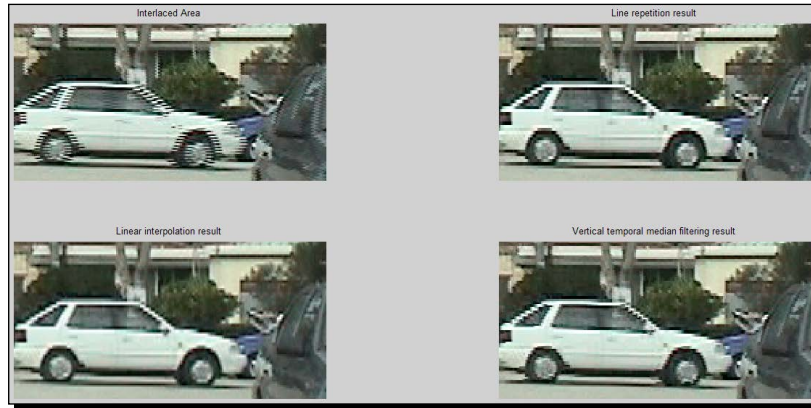 Interlaced Area
Line repetition result
Linear interpolation result
Vertical temporal median filtering result